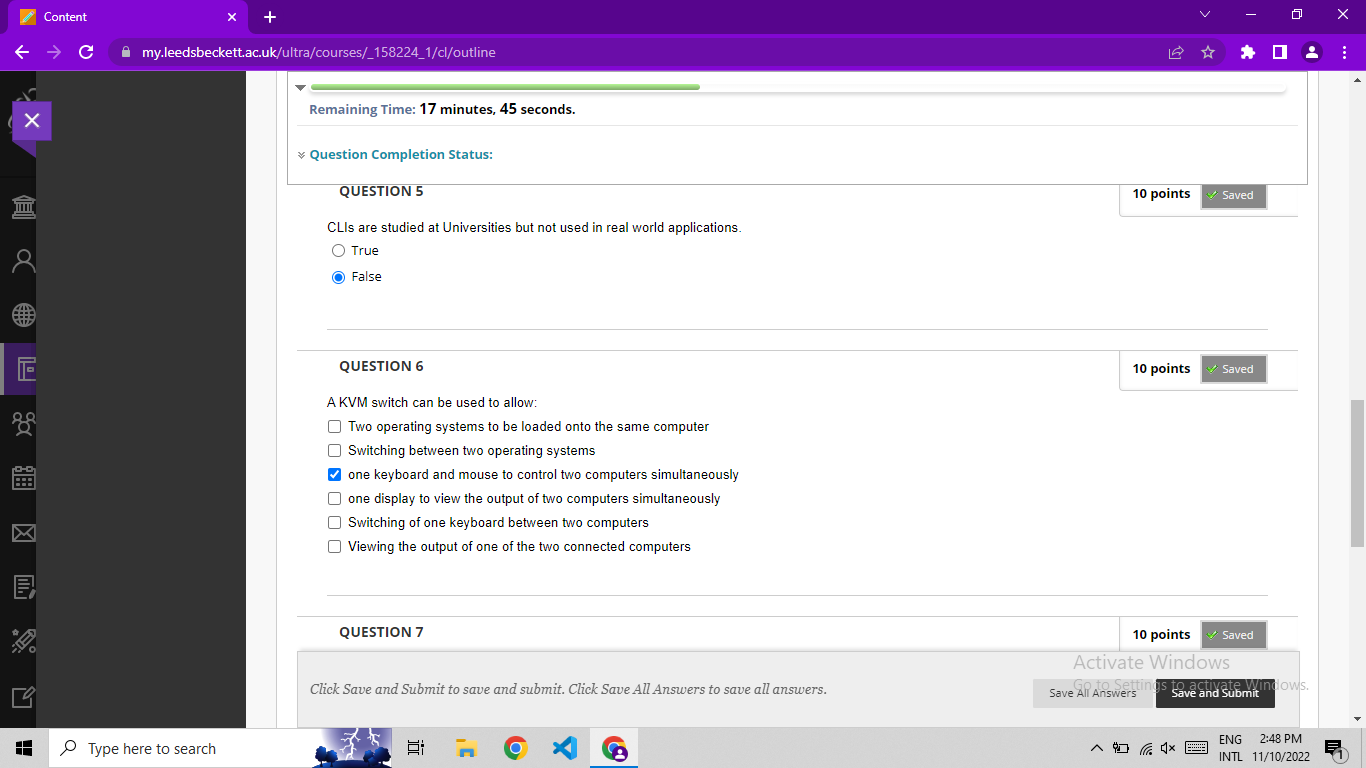 Content
my.leedsbeckett.ac.uk/ultra/courses/_158224_1/cl/outline
Remaining Time: 17 minutes, 45 seconds.
Question Completion Status:
QUESTION 5
10 points
Saved
CLIs are studied at Universities but not used in real world applications.
True
False
QUESTION 6
10 points
Saved
A KVM switch can be used to allow:
Two operating systems to be loaded onto the same computer
Switching between two operating systems
one keyboard and mouse to control two computers simultaneously
one display to view the output of two computers simultaneously
Switching of one keyboard between two computers
Viewing the output of one of the two connected computers
QUESTION 7
10 points
Saved
Click Save and Submit to save and submit. Click Save All Answers to save all answers.
Save All Answers
Save and Submit
Activate Windows
Go to Settings to activate Windows.
Type here to search
ENG
INTL
2:48 PM
11/10/2022
1